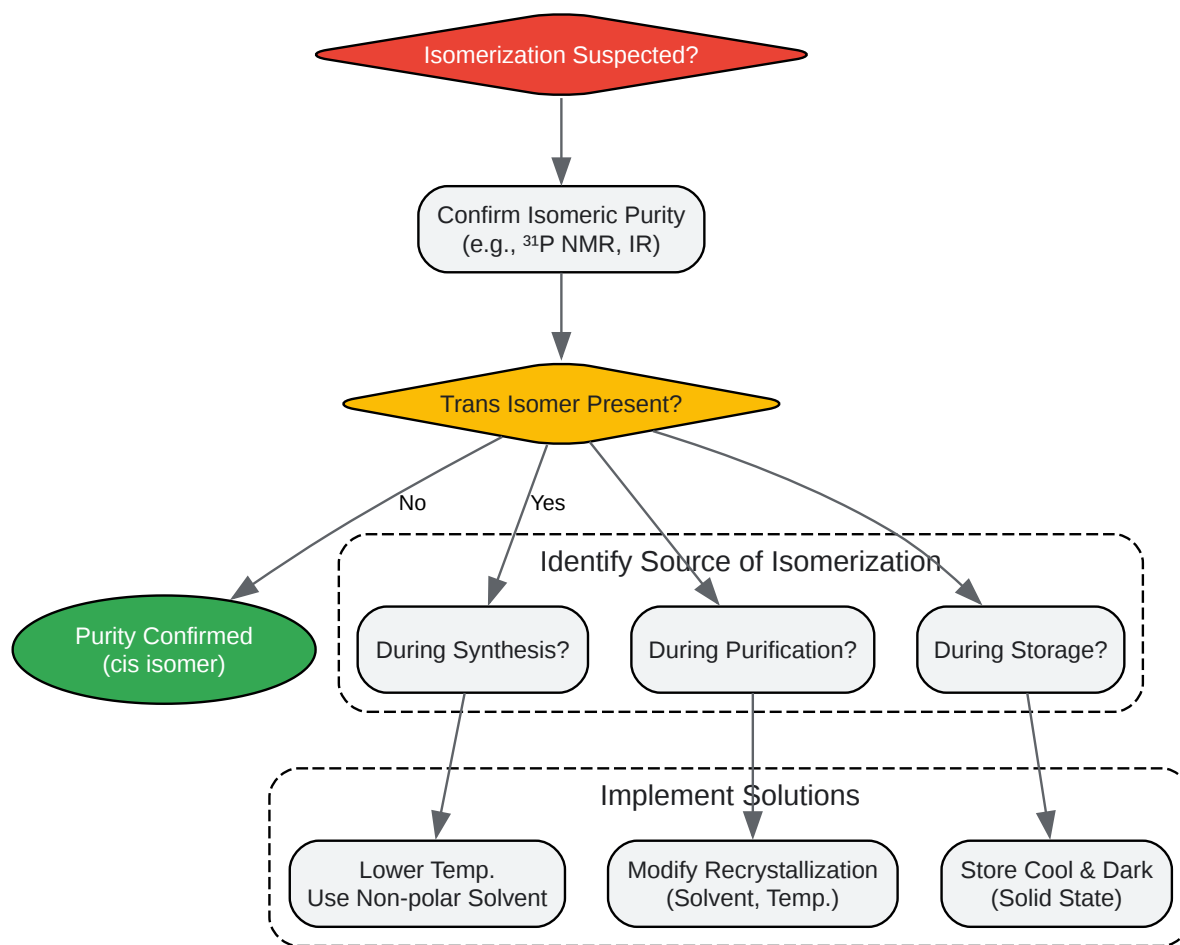 Isomerization Suspected?
Confirm Isomeric Purity
(e.g., ³¹P NMR, IR)
Trans Isomer Present?
No
Yes
Identify Source of Isomerization
Purity Confirmed
(cis isomer)
During Synthesis?
During Purification?
During Storage?
Implement Solutions
Lower Temp.
Use Non-polar Solvent
Modify Recrystallization
(Solvent, Temp.)
Store Cool & Dark
(Solid State)